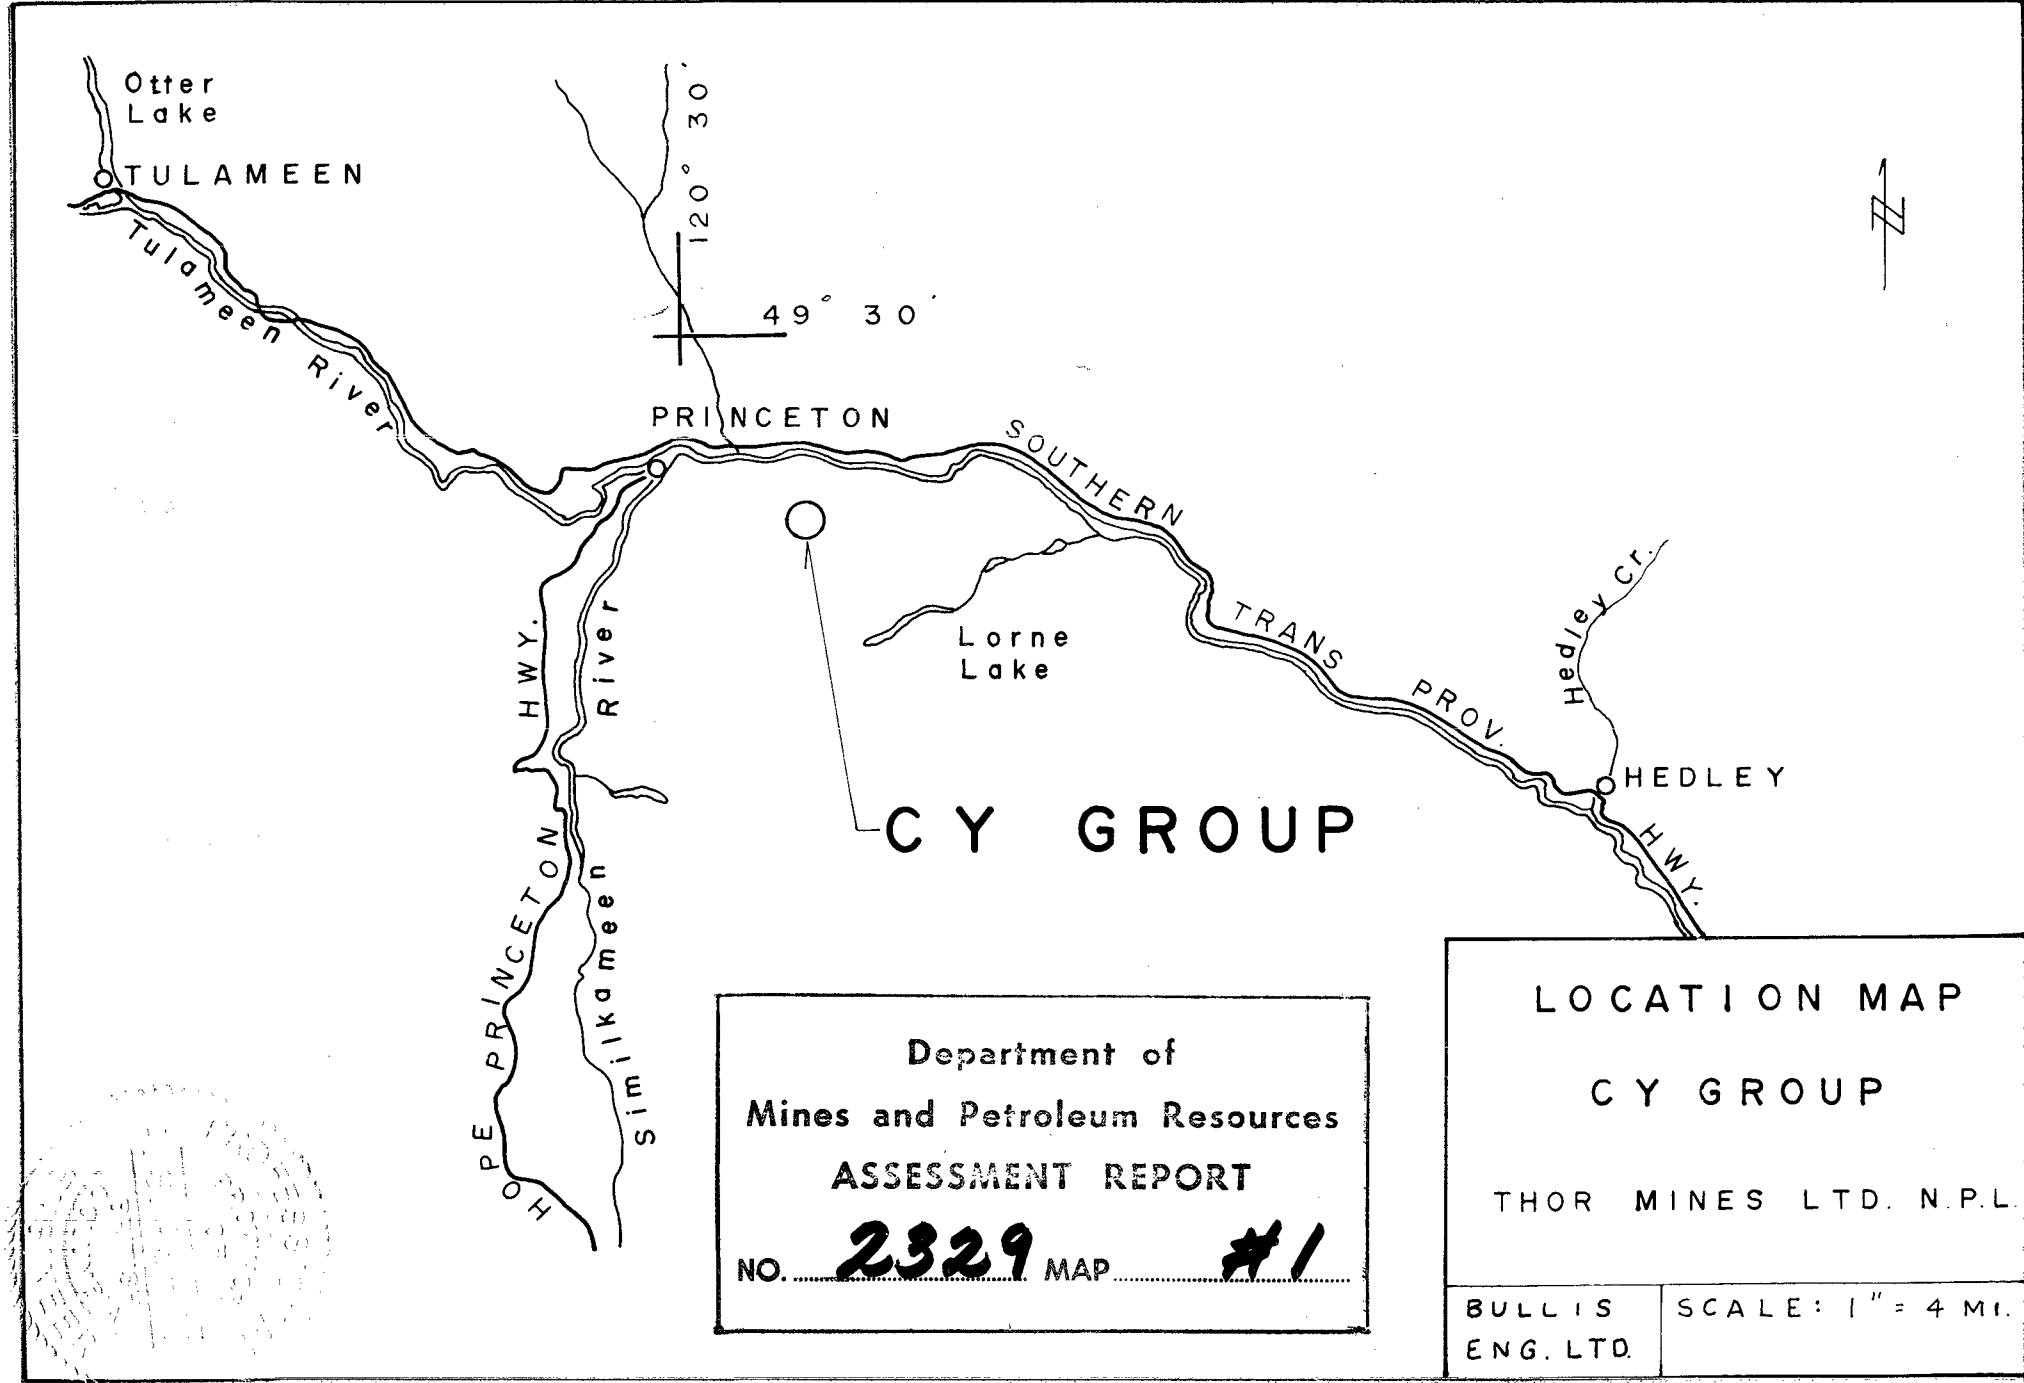 Otter
Lake
TULAMEEN
Tulameen River
120° 30'
49° 30'
PRINCETON
SOUTHERN TRANS PROV. HWY.
Lorne
Lake
Hedley Cr.
HEDLEY
HOPE PRINCETON HWY.
Similkameen River
CY GROUP
Department of
Mines and Petroleum Resources
ASSESSMENT REPORT
NO. 2329 MAP #1
LOCATION MAP
CY GROUP
THOR MINES LTD. N.P.L.
BULLIS
ENG. LTD.
SCALE: 1" = 4 MI.